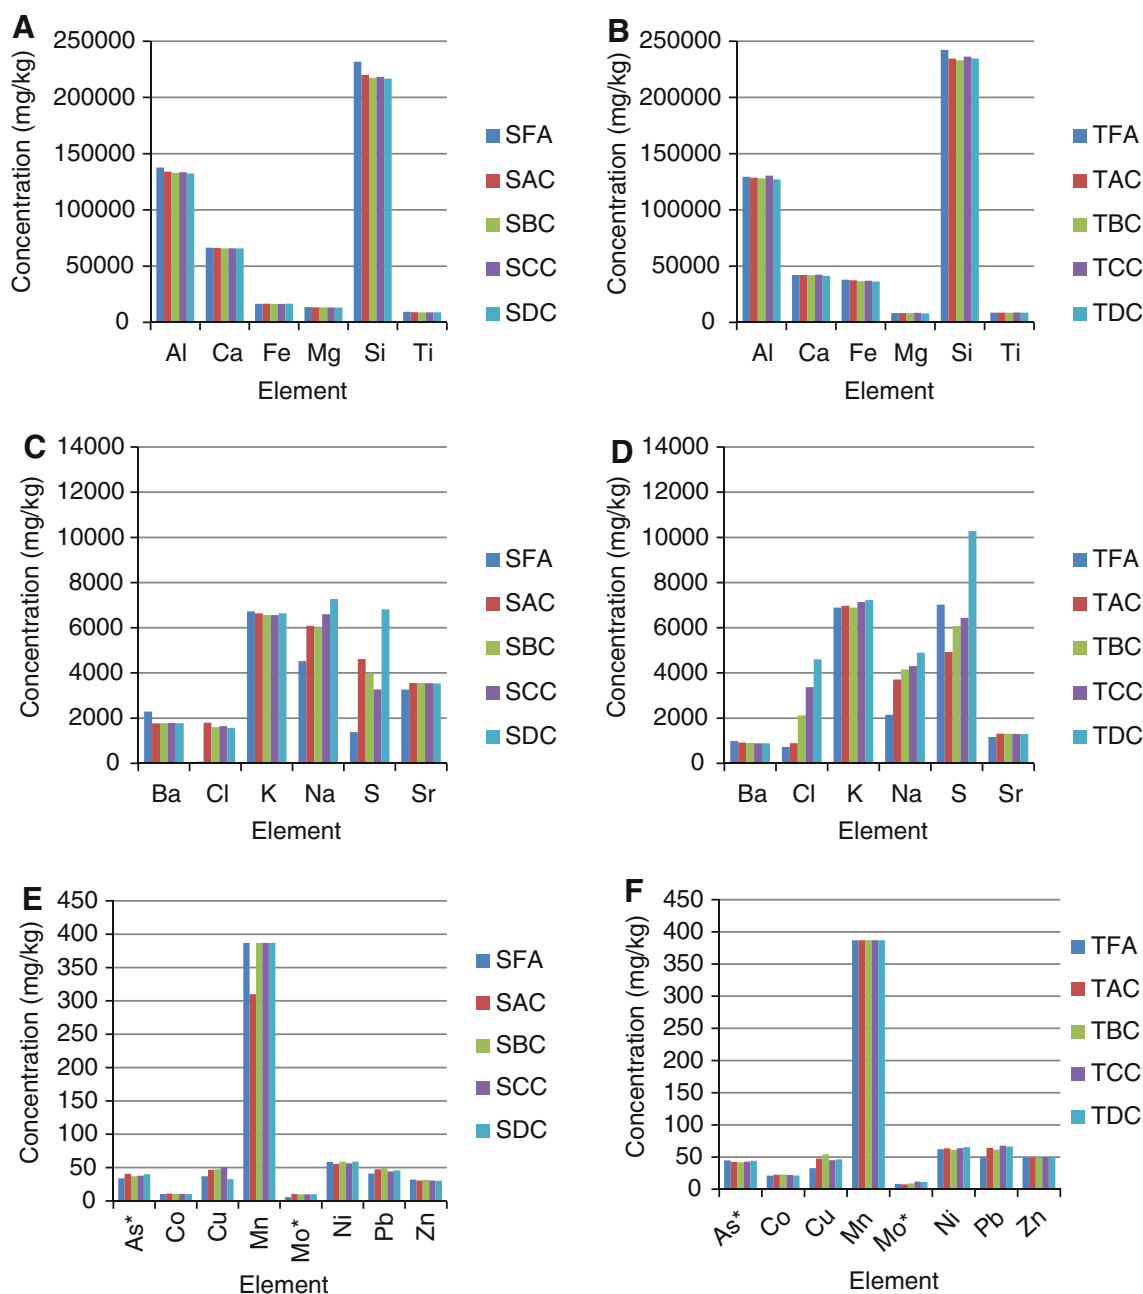 A
Concentration (mg/kg)
250000
200000
150000
100000
50000
0
Al Ca Fe Mg Si Ti
Element
SFA
SAC
SBC
SCC
SDC
B
Concentration (mg/kg)
250000
200000
150000
100000
50000
0
Al Ca Fe Mg Si Ti
Element
TFA
TAC
TBC
TCC
TDC
C
Concentration (mg/kg)
14000
12000
10000
8000
6000
4000
2000
0
Ba Cl K Na S Sr
Element
SFA
SAC
SBC
SCC
SDC
D
Concentration (mg/kg)
14000
12000
10000
8000
6000
4000
2000
0
Ba Cl K Na S Sr
Element
TFA
TAC
TBC
TCC
TDC
E
Concentration (mg/kg)
450
400
350
300
250
200
150
100
50
0
As* Co Cu Mn Mo* Ni Pb Zn
Element
SFA
SAC
SBC
SCC
SDC
F
Concentration (mg/kg)
450
400
350
300
250
200
150
100
50
0
As* Co Cu Mn Mo* Ni Pb Zn
Element
TFA
TAC
TBC
TCC
TDC